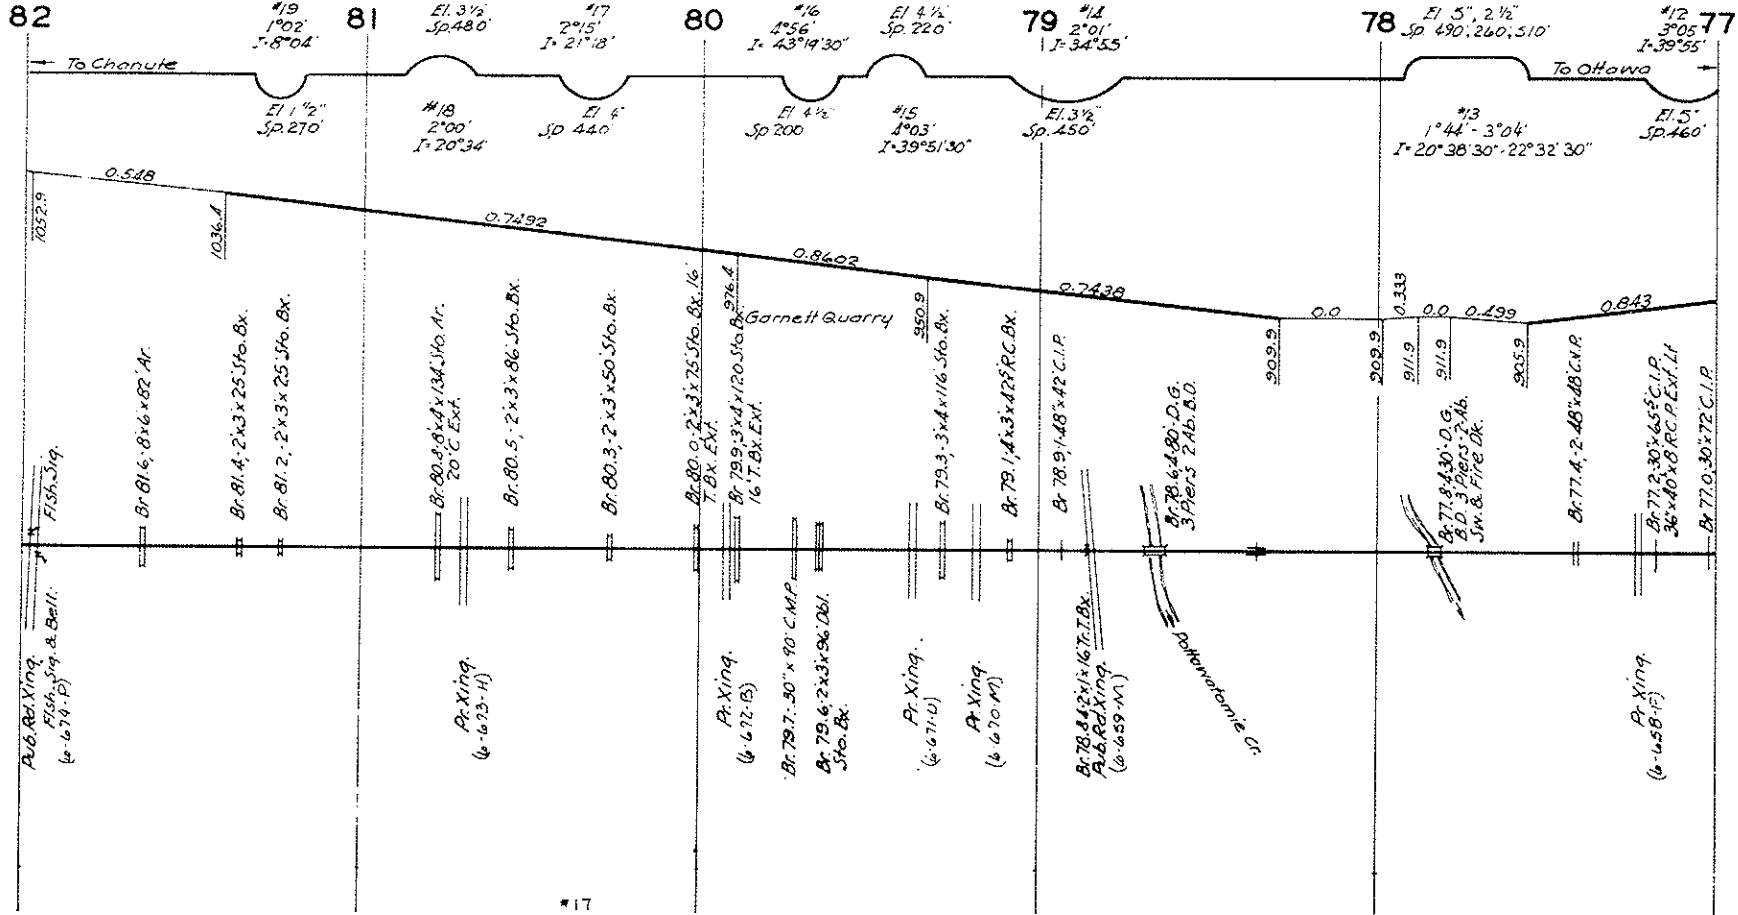 82
#19
1°02'
I=8°04'
81
El. 3½"
Sp. 480'
#17
2°15'
I=21°18'
80
#16
4°56'
I=43°19'30"
El 4½"
Sp. 220'
79
#14
2°01'
I=34°55'
78
El 5", 2½"
Sp. 490', 260', 510'
#12
3°05'
I=39°55'
77
← To Chanute
To Ottawa →
El 1½"
Sp. 270'
#18
2°00'
I=20°34'
El 4"
Sp 440'
El 4½"
Sp 200
#15
4°03'
I=39°51'30"
El. 3½"
Sp. 450'
#13
1°44' - 3°04'
I=20°38'30" - 22°32'30"
El. 5"
Sp. 460'
0.548
0.7492
0.8602
0.7438
0.0
0.333
0.0
0.499
0.843
1052.9
1036.4
976.4
950.9
909.9
909.9
911.9
911.9
905.9
Garnett Quarry
Fish. Sig.
Br 81.6, -8'x6'x82' Ar.
Br. 81.4, -2'x3'x25' Sto. Bx.
Br. 81.2, -2'x3'x25' Sto. Bx.
Br. 80.8 -8'x4'x134' Sto. Ar.
20' C Ext.
Br. 80.5, -2'x3'x86' Sto. Bx.
Br. 80.3, -2'x3'x50' Sto. Bx.
Br. 80.0, 2'x3'x75' Sto. Bx. 16'
T. Bx. Ext.
Br 79.9, 3'x4'x120' Sto. Bx.
16' T. Bx. Ext.
Br. 79.3, -3'x4'x116' Sto. Bx.
Br. 79.1, 4'x3'x42⁵' R.C. Bx.
Br 78.9, 1-48"x42' C.I.P.
Br. 78.6, 4-80'-D.G.
3 Piers 2 Ab. B.D.
Br. 77.8, 4-130'-D.G.
B.D. 3 Piers - 2 Ab.
Sw. & Fire Dk.
Br. 77.4, -2-48"x48' C.I.P.
Br. 77.2, 30"x65⁵' C.I.P.
36"x40"x8' R.C.P. Ext. Lt
Br 77.0, 30"x72' C.I.P.
Pub. Rd. Xing.
Fish. Sig. & Bell.
(6-674-P)
Pr. Xing.
(6-673-H)
Pr. Xing.
(6-672-B)
Br. 79.7, -30" x 90' C.M.P.
Br. 79.6, 2'x3'x96' Dbl.
Sto. Bx.
Pr. Xing.
(6-671-D)
Pr. Xing
(6-670-M)
Br. 78.84, 2'x1'x16' Tr. T. Bx.
Pub. Rd. Xing.
(6-659-M)
Pottawatomie Cr.
Pr. Xing.
(6-658-F)
#17